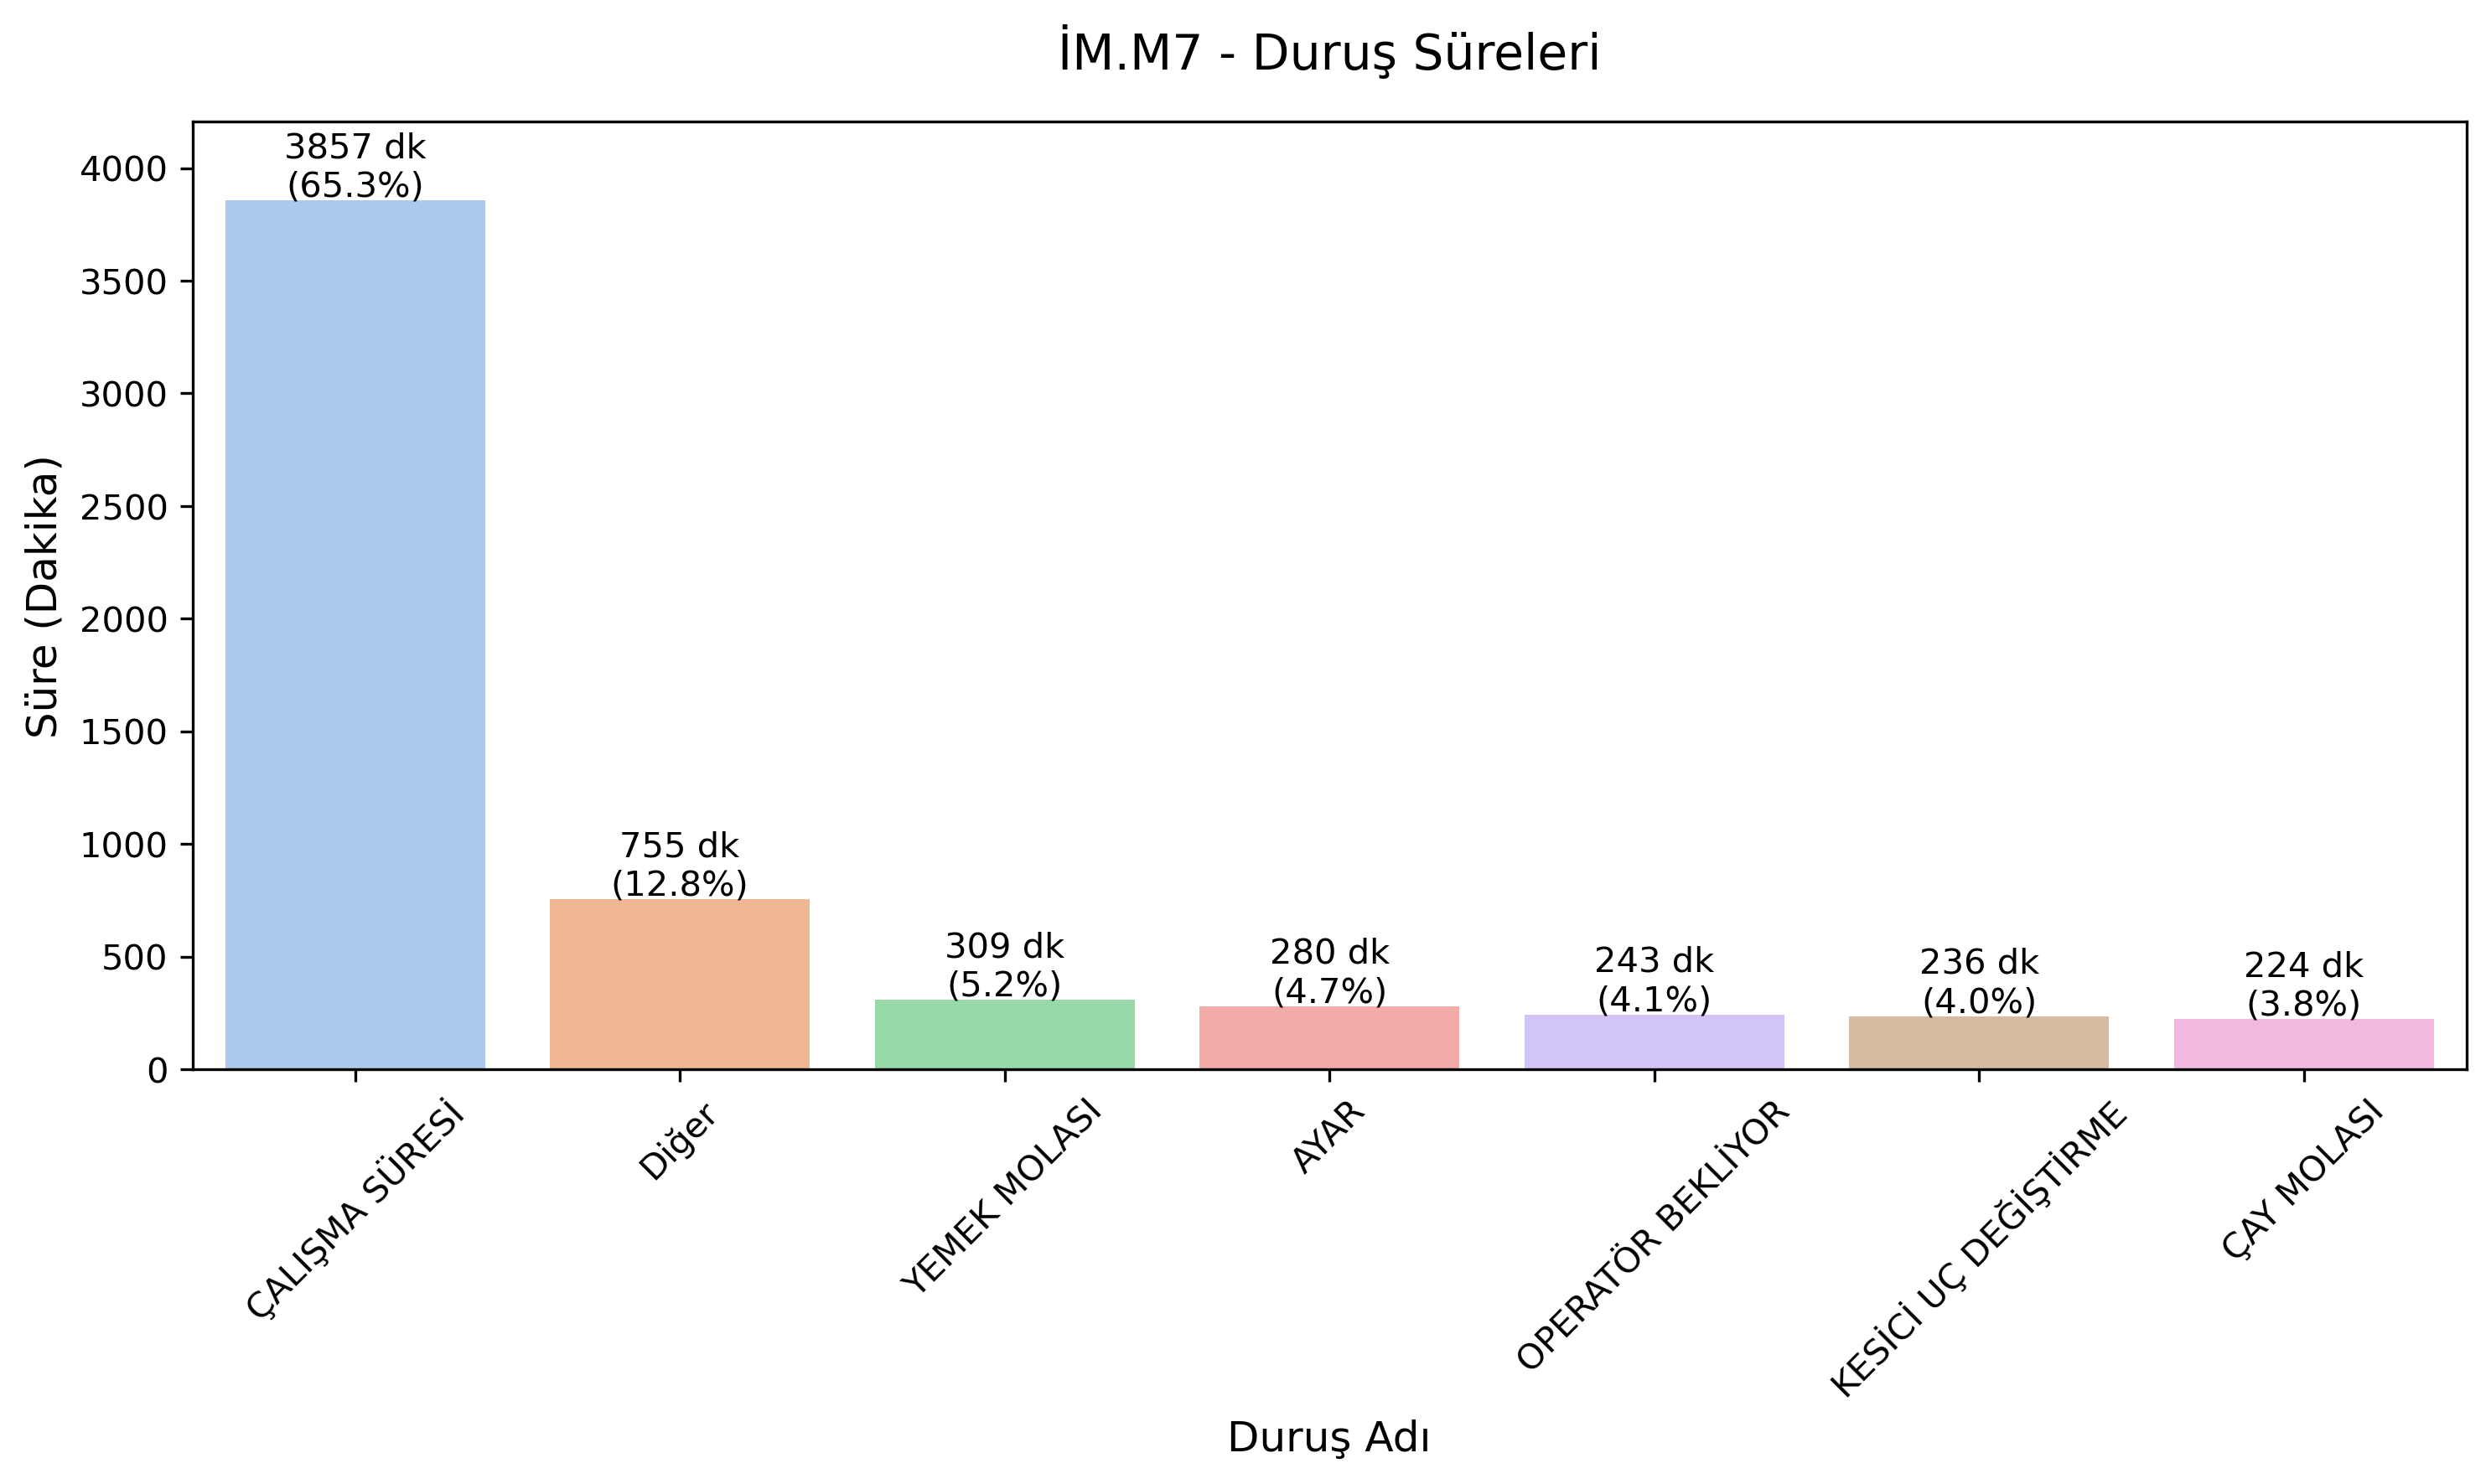 İM.M7 - Duruş Süreleri
Süre (Dakika)
4000
3500
3000
2500
2000
1500
1000
500
0
3857 dk
(65.3%)
755 dk
(12.8%)
309 dk
(5.2%)
280 dk
(4.7%)
243 dk
(4.1%)
236 dk
(4.0%)
224 dk
(3.8%)
ÇALIŞMA SÜRESİ
Diğer
YEMEK MOLASI
AYAR
OPERATÖR BEKLİYOR
KESİCİ UÇ DEĞİŞTİRME
ÇAY MOLASI
Duruş Adı